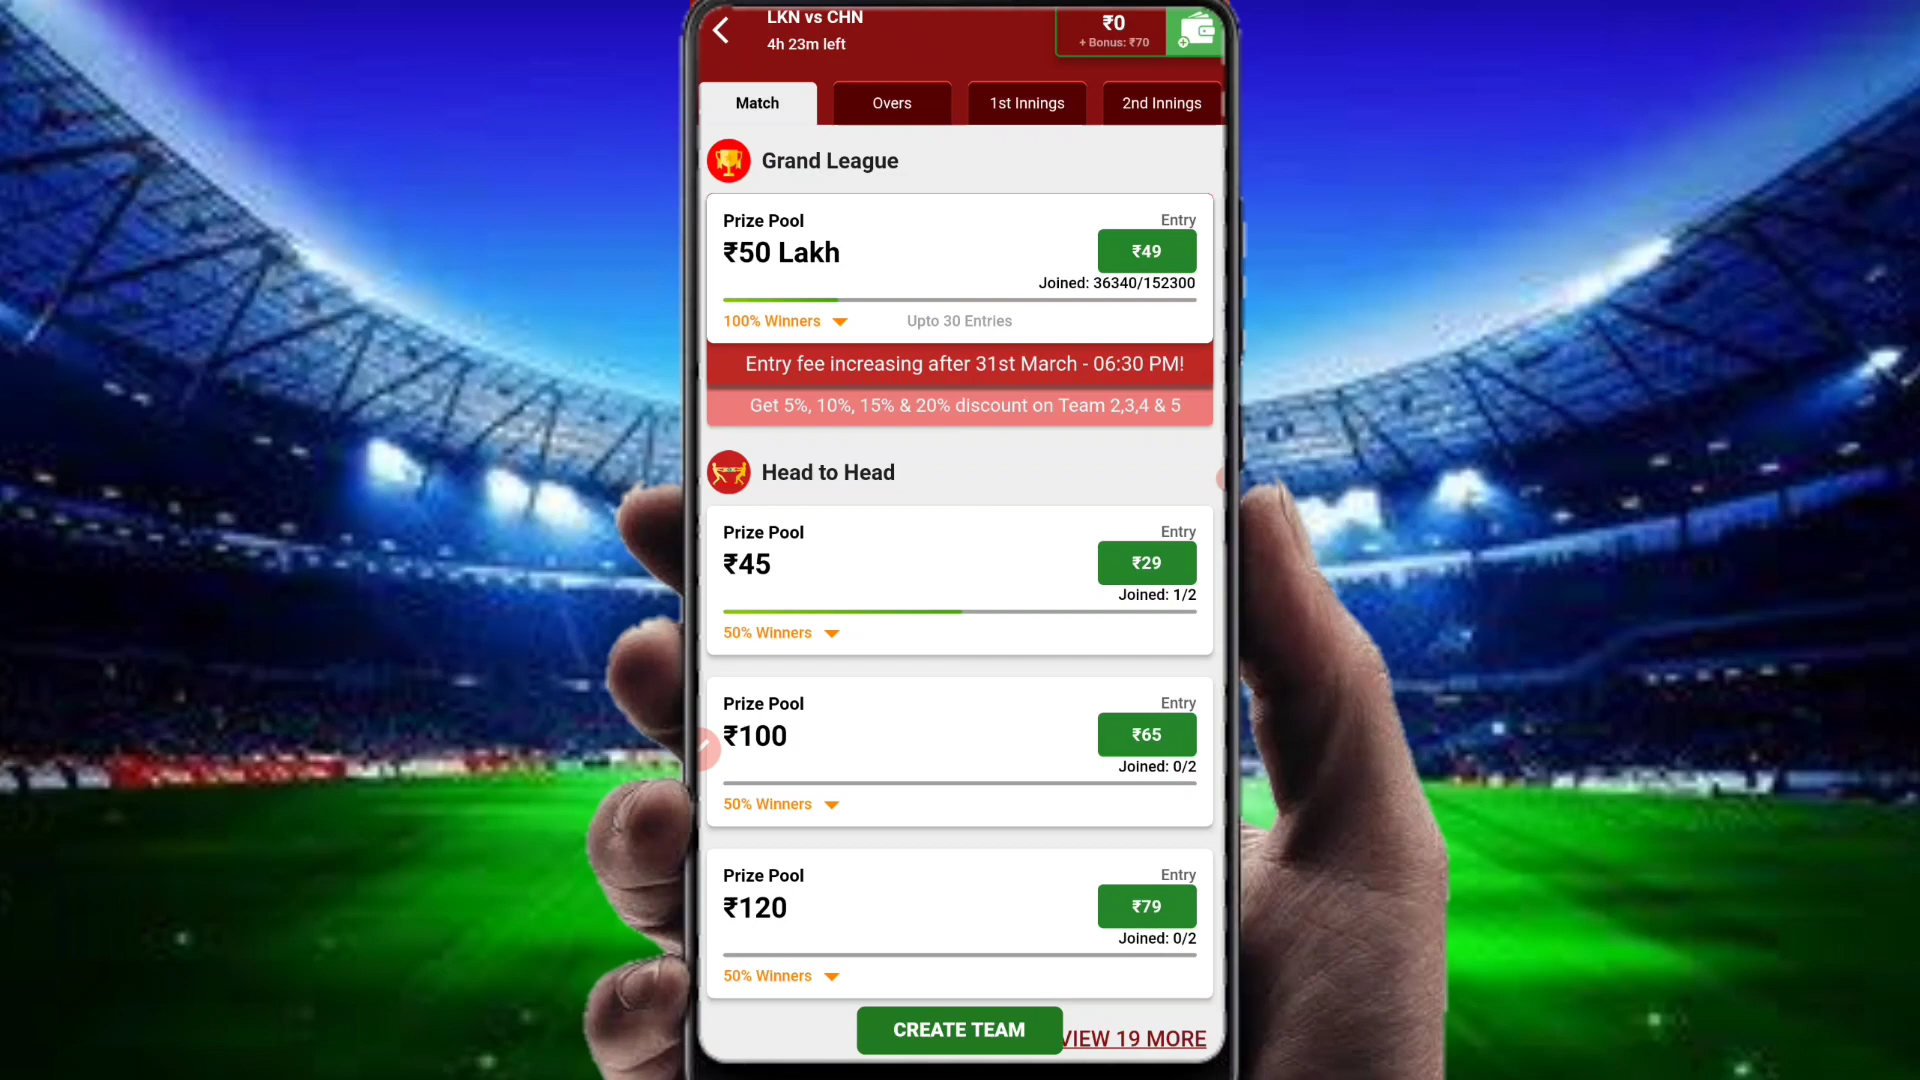 LKN vs CHN
4h 23m left
₹0
+ Bonus: ₹70
Match
Overs
1st Innings
2nd Innings
Grand League
Prize Pool
Entry
₹50 Lakh
₹49
Joined: 36340/152300
100% Winners
Upto 30 Entries
Entry fee increasing after 31st March - 06:30 PM!
Get 5%, 10%, 15% & 20% discount on Team 2,3,4 & 5
Head to Head
Prize Pool
Entry
₹45
₹29
Joined: 1/2
50% Winners
Prize Pool
Entry
₹100
₹65
Joined: 0/2
50% Winners
Prize Pool
Entry
₹120
₹79
Joined: 0/2
50% Winners
CREATE TEAM
VIEW 19 MORE